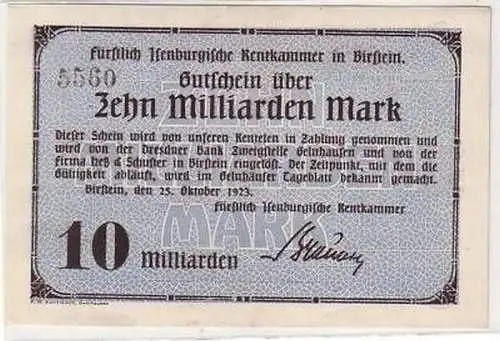 Fürstlich Isenburgische Rentkammer in Birstein.
5560
Gutschein über
Zehn Milliarden Mark
Dieser Schein wird von unseren Renteien in Zahlung genommen und
wird von der Dresdner Bank Zweigstelle Gelnhausen und von der
Firma Heß & Schuster in Birstein eingelöst. Der Zeitpunkt, mit dem die
Gültigkeit abläuft, wird im Gelnhäuser Tageblatt bekannt gemacht.
Birstein, den 25. Oktober 1923.
Fürstlich Isenburgische Rentkammer
MARK
10 Milliarden